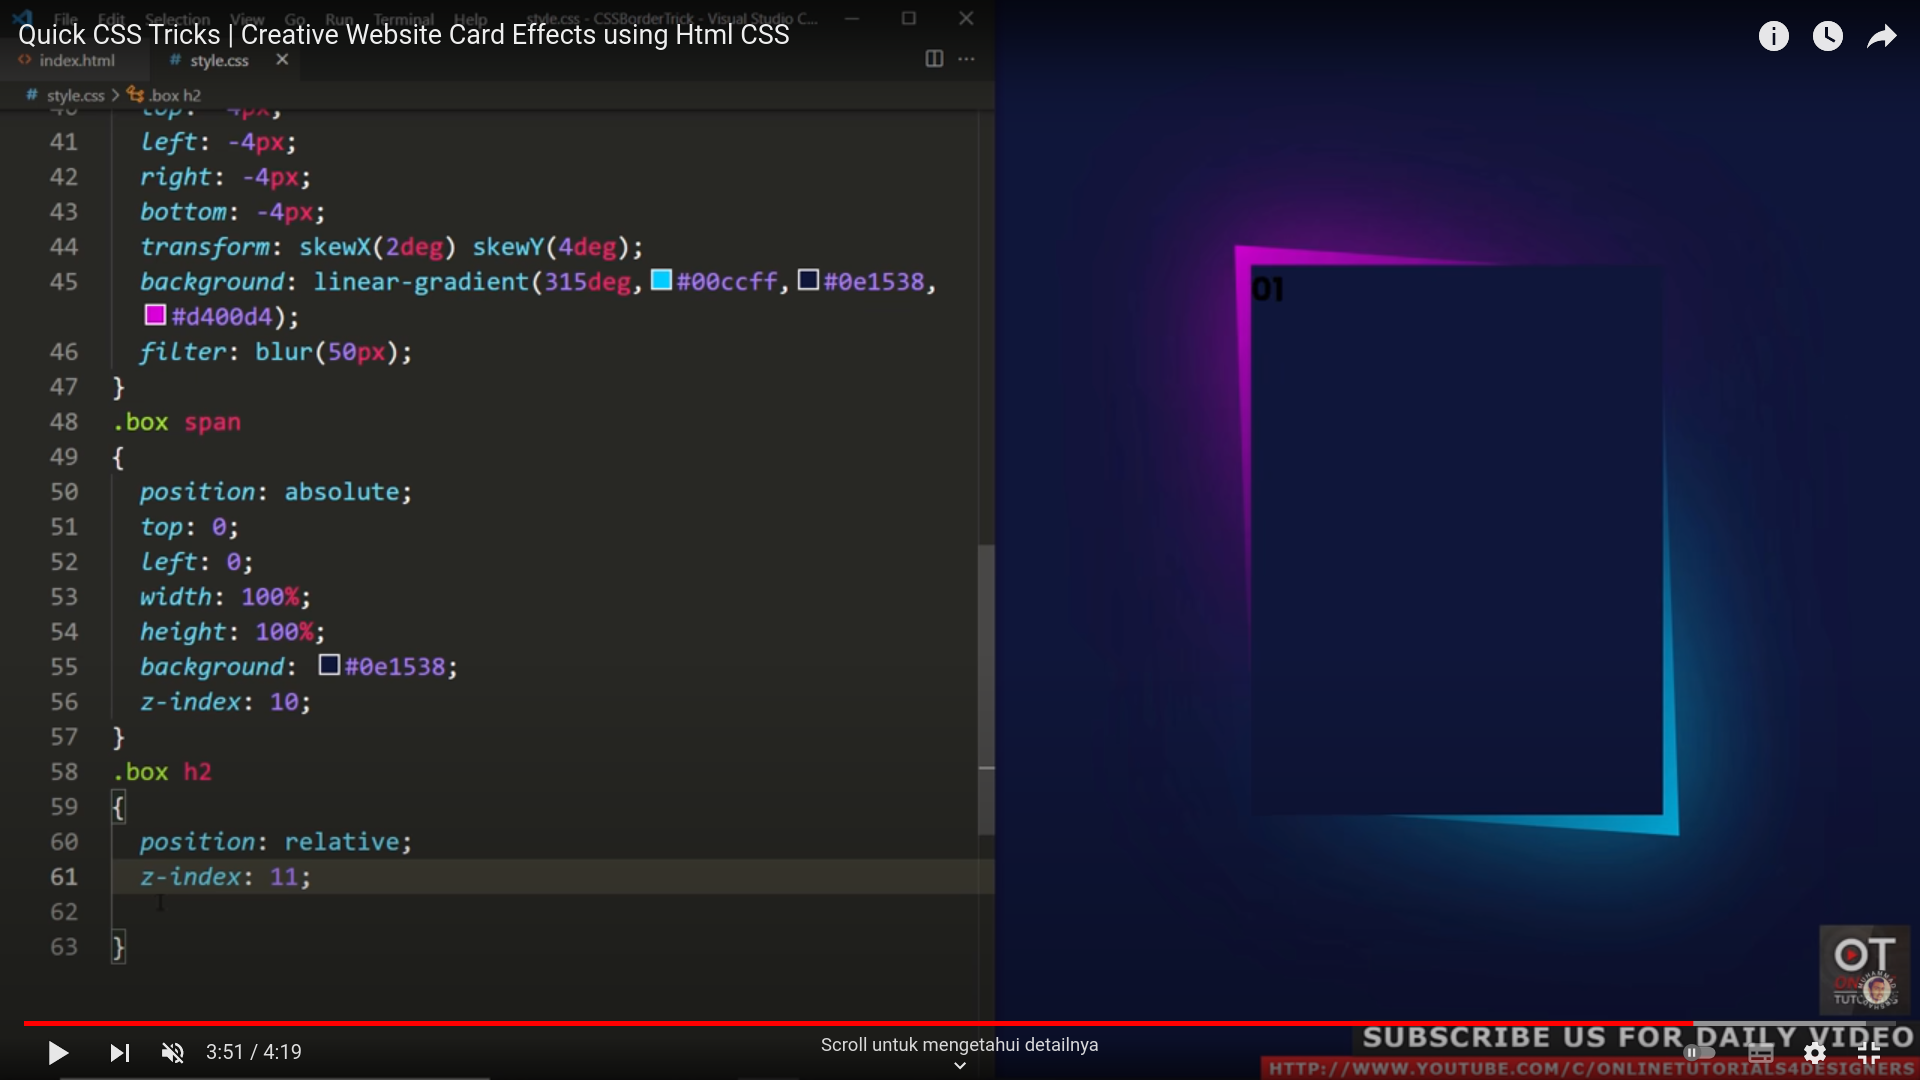 File Edit Selection View Go Run Terminal Help style.css - CSSBorderTrick - Visual Studio C...
Quick CSS Tricks | Creative Website Card Effects using Html CSS
index.html
# style.css
# style.css > .box h2
40 top: -4px;
41 left: -4px;
42 right: -4px;
43 bottom: -4px;
44 transform: skewX(2deg) skewY(4deg);
45 background: linear-gradient(315deg,#00ccff,#0e1538,
#d400d4);
46 filter: blur(50px);
47 }
48 .box span
49 {
50 position: absolute;
51 top: 0;
52 left: 0;
53 width: 100%;
54 height: 100%;
55 background: #0e1538;
56 z-index: 10;
57 }
58 .box h2
59 {
60 position: relative;
61 z-index: 11;
62
63 }
01
OT
3:51 / 4:19
Scroll untuk mengetahui detailnya
SUBSCRIBE US FOR DAILY VIDEO
HTTP://WWW.YOUTUBE.COM/C/ONLINETUTORIALS4DESIGNERS